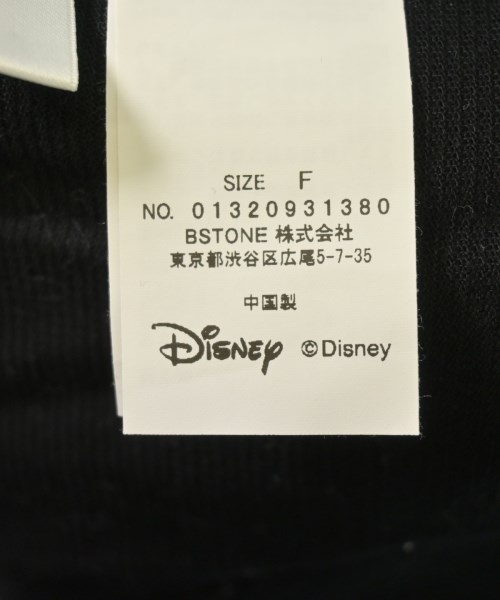 SIZE F
NO. 01320931380
BSTONE 株式会社
東京都渋谷区広尾5-7-35
中国製
Disney ©Disney